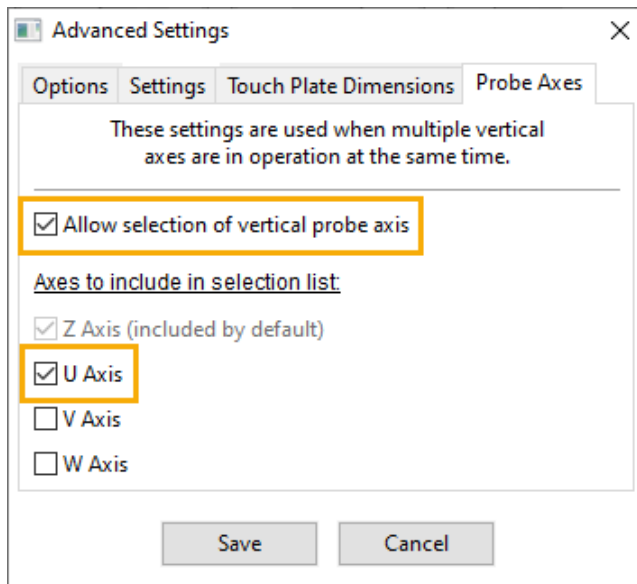 Advanced Settings
Options Settings Touch Plate Dimensions Probe Axes
These settings are used when multiple vertical
axes are in operation at the same time.
Allow selection of vertical probe axis
Axes to include in selection list:
Z Axis (included by default)
U Axis
V Axis
W Axis
Save Cancel